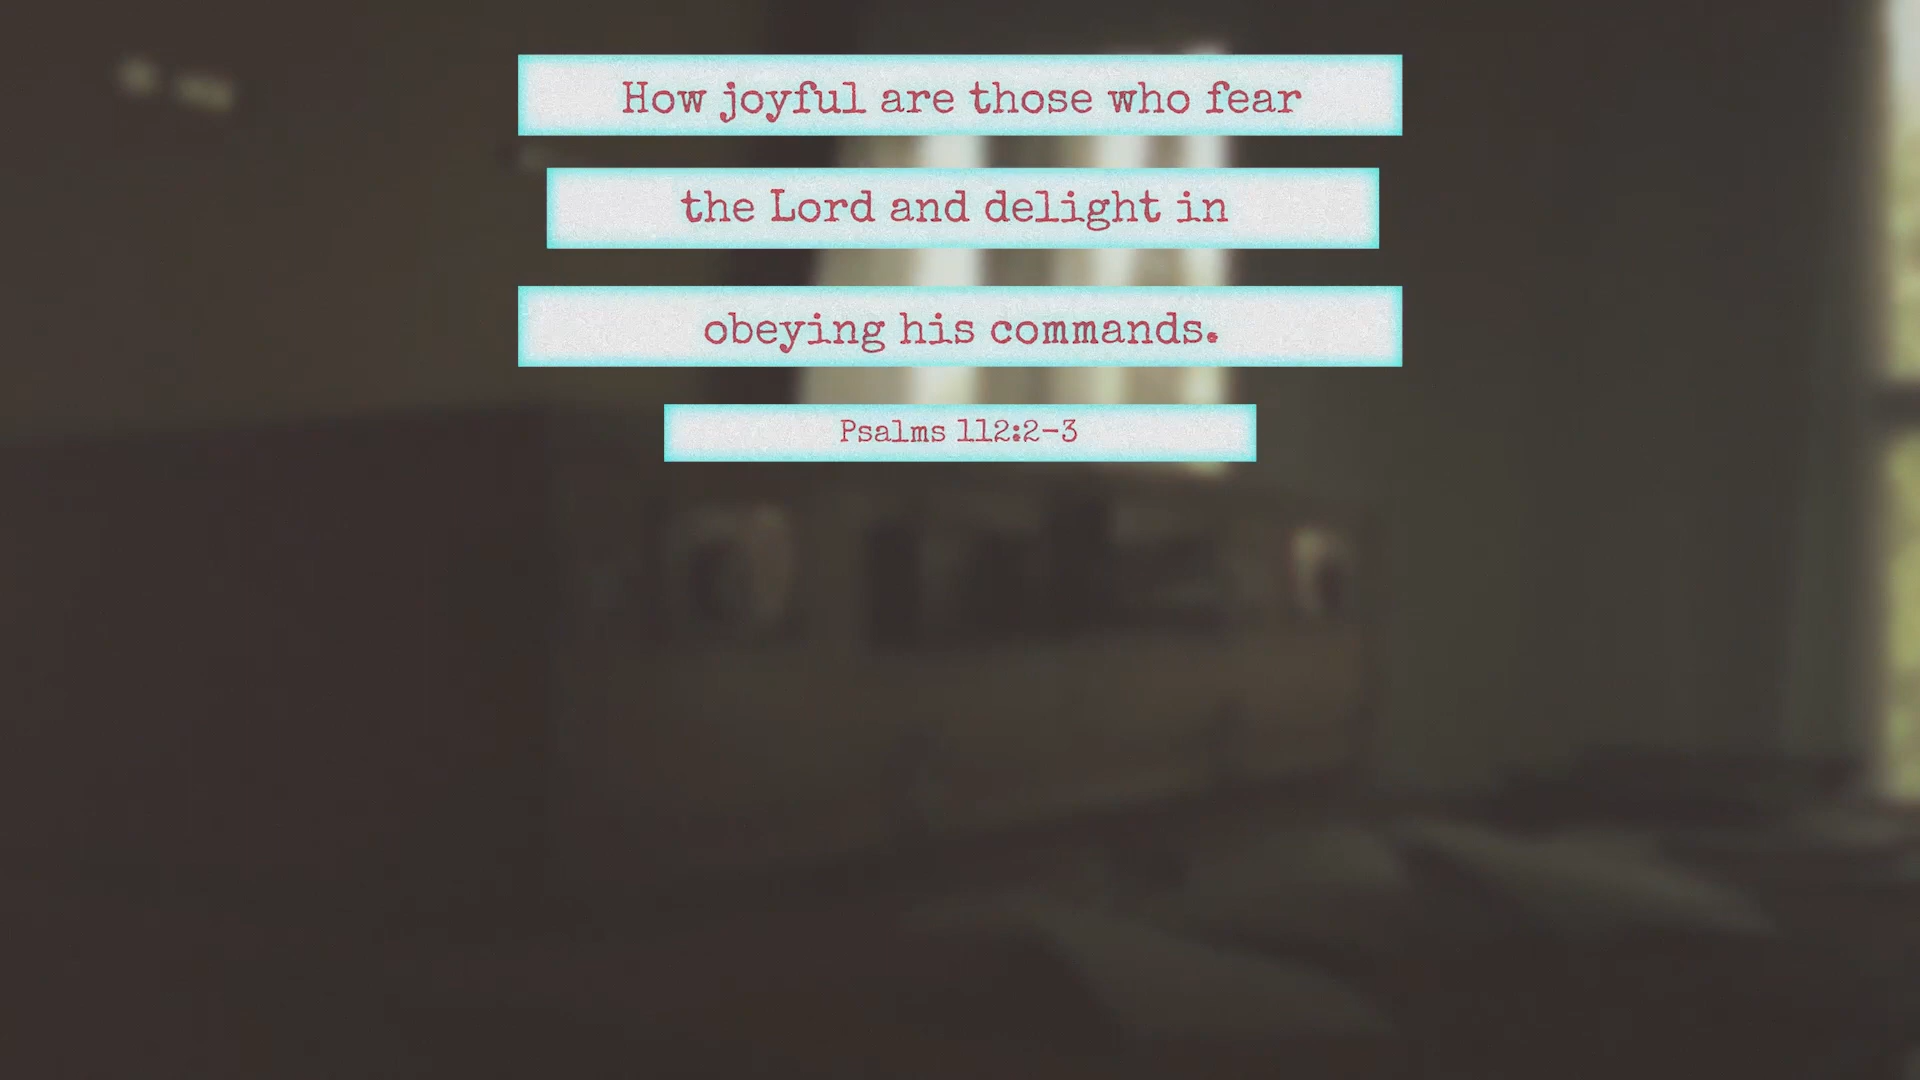 How joyful are those who fear
the Lord and delight in
obeying his commands.
Psalms 112:2-3